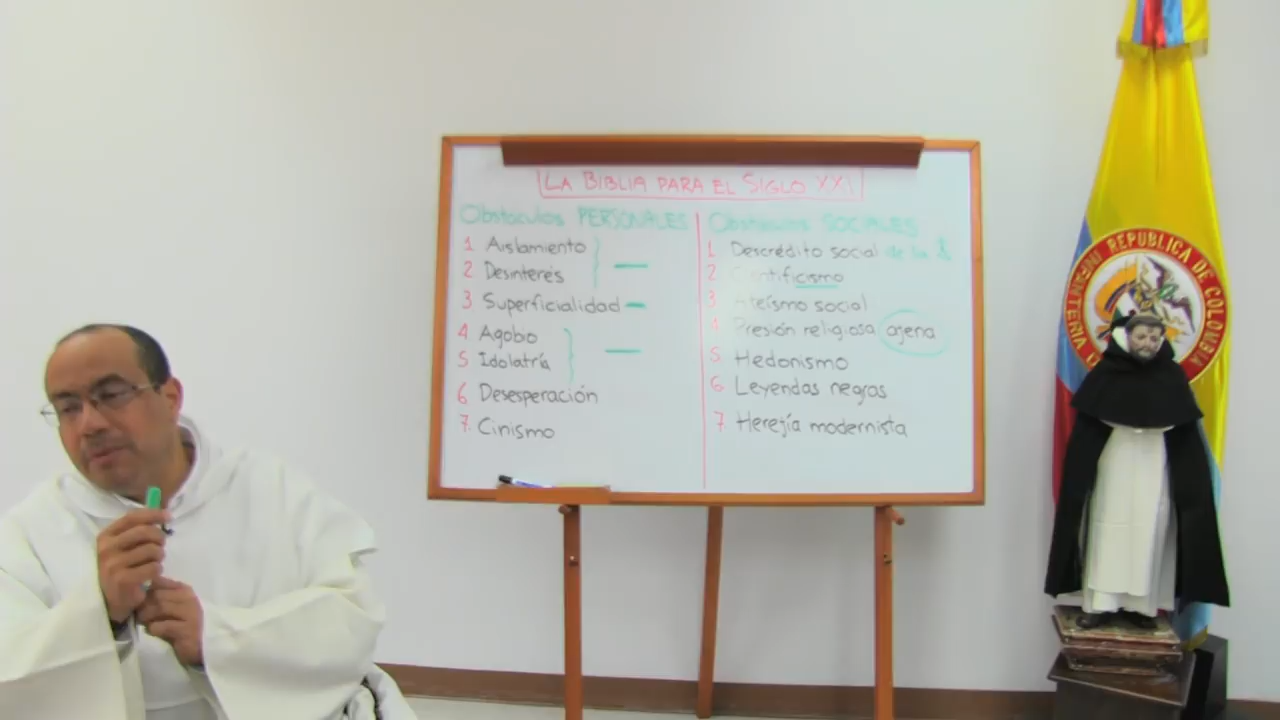 LA BIBLIA PARA EL SIGLO XXI
Obstaculos PERSONALES
1 Aislamiento
2 Desinterés
3 Superficialidad
4 Agobio
5 Idolatría
6 Desesperación
7. Cinismo
Obstaculos SOCIALES
1 Descrédito social de la
2 Cientificismo
3 Ateísmo social
4 Presión religiosa ajena
5 Hedonismo
6 Leyendas negras
7 Herejía modernista
REPUBLICA DE COLOMBIA